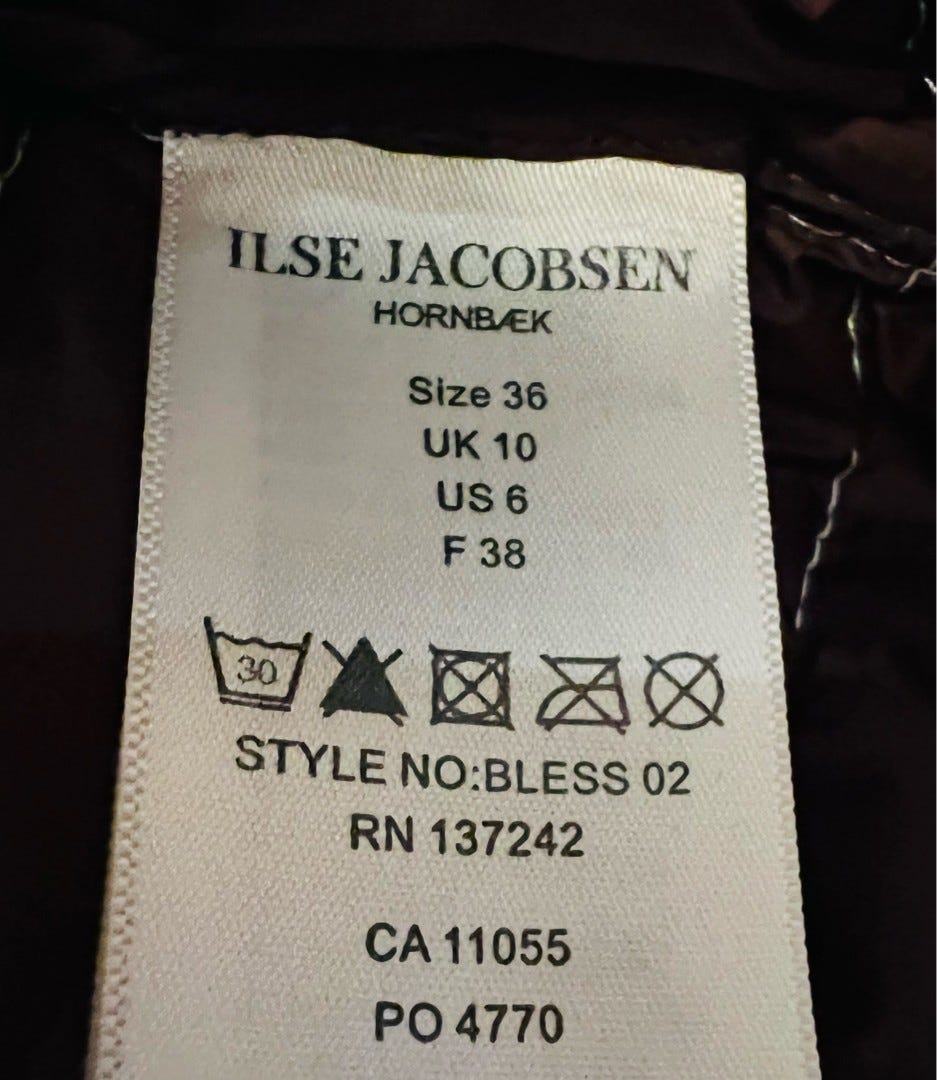 ILSE JACOBSEN
HORNBÆK
Size 36
UK 10
US 6
F 38
30
STYLE NO:BLESS 02
RN 137242
CA 11055
PO 4770